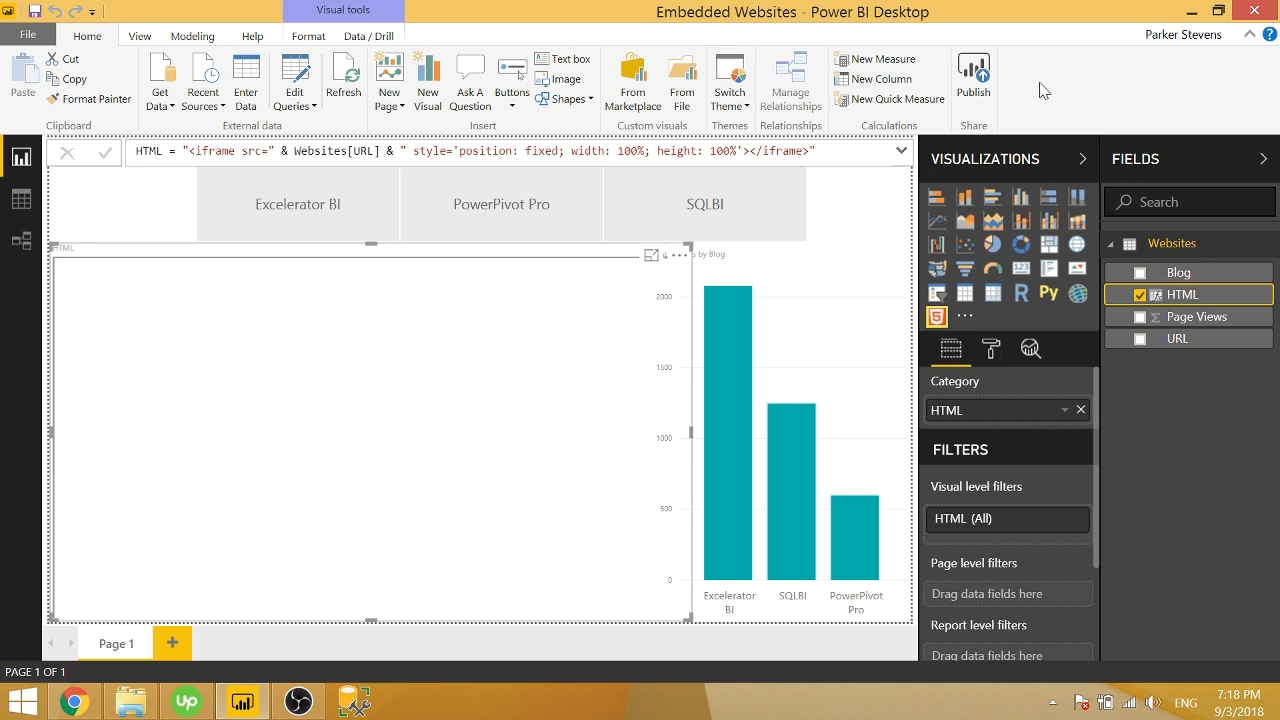 Visual tools
Embedded Websites - Power BI Desktop
File
Home
View
Modeling
Help
Format
Data / Drill
Parker Stevens
Paste
Cut
Copy
Format Painter
Clipboard
Get Data
Recent Sources
Enter Data
Edit Queries
Refresh
External data
New Page
New Visual
Ask A Question
Buttons
Text box
Image
Shapes
Insert
From Marketplace
From File
Custom visuals
Switch Theme
Themes
Manage Relationships
Relationships
New Measure
New Column
New Quick Measure
Calculations
Publish
Share
HTML = "<iframe src=" & Websites[URL] & " style='position: fixed; width: 100%; height: 100%'></iframe>"
Excelerator BI
PowerPivot Pro
SQLBI
HTML
s by Blog
2000
1500
1000
500
0
Excelerator BI
SQLBI
PowerPivot Pro
VISUALIZATIONS
R
Py
Category
HTML
FILTERS
Visual level filters
HTML (All)
Page level filters
Drag data fields here
Report level filters
Drag data fields here
FIELDS
Search
Websites
Blog
HTML
Page Views
URL
Page 1
PAGE 1 OF 1
Up
ENG
7:18 PM
9/3/2018